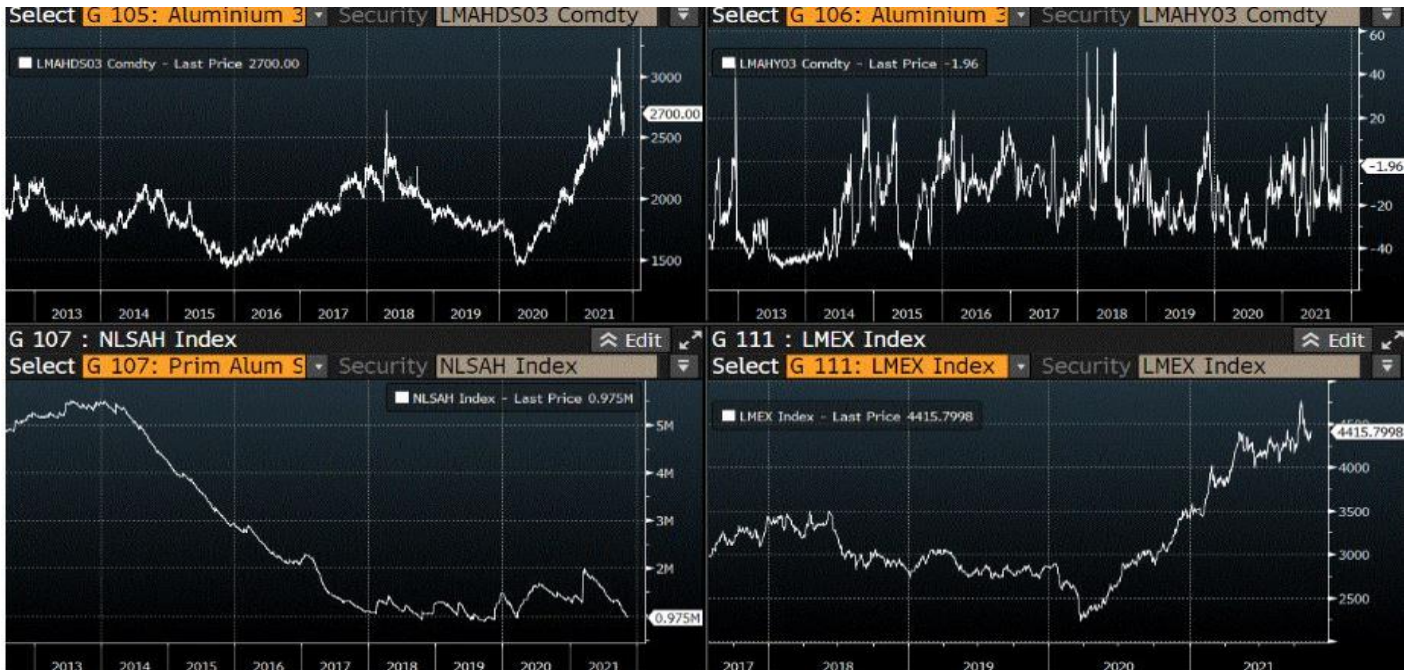 Select G 105: Aluminium 3 Security LMAHDS03 Comdty
LMAHDS03 Comdty - Last Price 2700.00
3000
2700.00
2500
2000
1500
2013 2014 2015 2016 2017 2018 2019 2020 2021
Select G 106: Aluminium 3 Security LMAHY03 Comdty
LMAHY03 Comdty - Last Price -1.96
60
40
20
-1.96
-20
-40
2013 2014 2015 2016 2017 2018 2019 2020 2021
G 107 : NLSAH Index Edit
Select G 107: Prim Alum S Security NLSAH Index
NLSAH Index - Last Price 0.975M
5M
4M
3M
2M
0.975M
2013 2014 2015 2016 2017 2018 2019 2020 2021
G 111 : LMEX Index Edit
Select G 111: LMEX Index Security LMEX Index
LMEX Index - Last Price 4415.7998
4500
4415.7998
4000
3500
3000
2500
2017 2018 2019 2020 2021